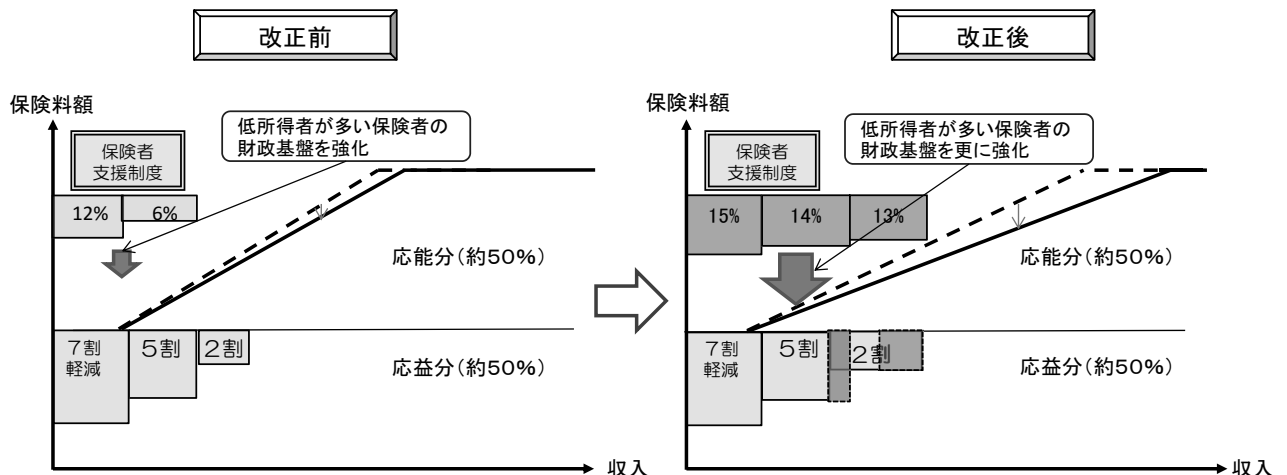 改正前
保険料額
低所得者が多い保険者の
財政基盤を強化
保険者
支援制度
12%
6%
応能分(約50%)
7割
軽減
5割
2割
応益分(約50%)
収入
改正後
保険料額
低所得者が多い保険者の
財政基盤を更に強化
保険者
支援制度
15%
14%
13%
応能分(約50%)
7割
軽減
5割
2割
応益分(約50%)
収入